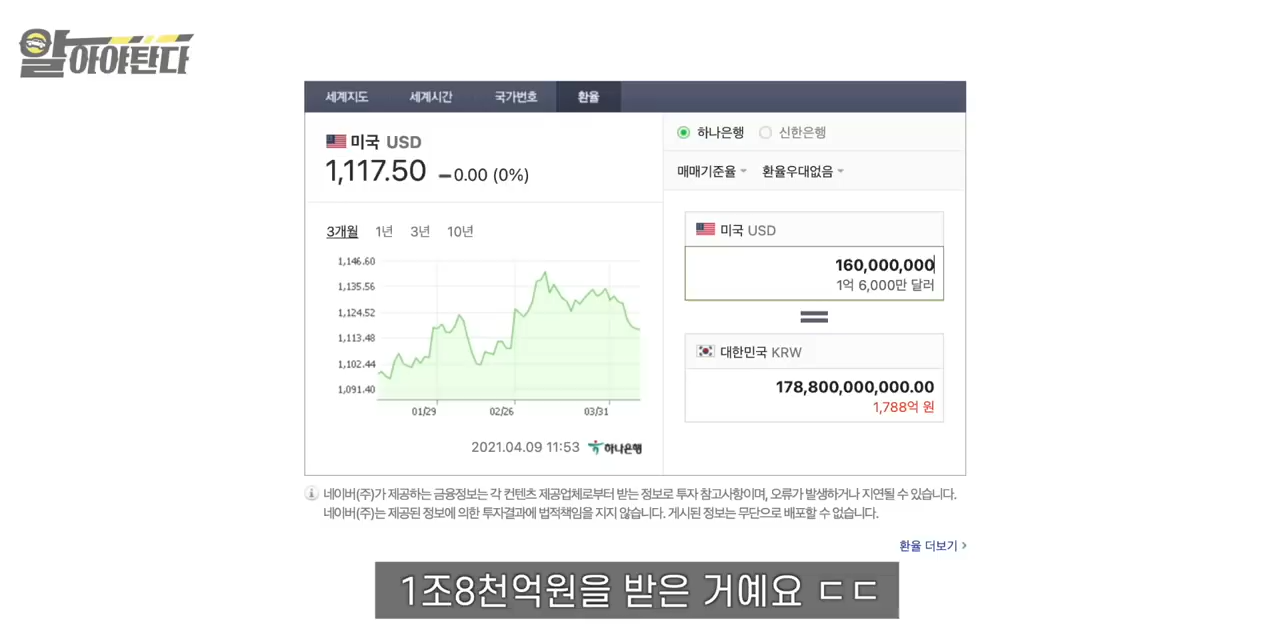 알아야탄다
세계지도 세계시간 국가번호 환율
미국 USD
1,117.50 0.00 (0%)
3개월 1년 3년 10년
1,146.60
1,135.56
1,124.52
1,113.48
1,102.44
1,091.40
01/29 02/26 03/31
2021.04.09 11:53 하나은행
하나은행 신한은행
매매기준율 환율우대없음
미국 USD
160,000,000
1억 6,000만 달러
대한민국 KRW
178,800,000,000.00
1,788억 원
네이버(주)가 제공하는 금융정보는 각 컨텐츠 제공업체로부터 받는 정보로 투자 참고사항이며, 오류가 발생하거나 지연될 수 있습니다.
네이버(주)는 제공된 정보에 의한 투자결과에 법적책임을 지지 않습니다. 게시된 정보는 무단으로 배포할 수 없습니다.
환율 더보기
1조8천억원을 받은 거예요 ㄷㄷ